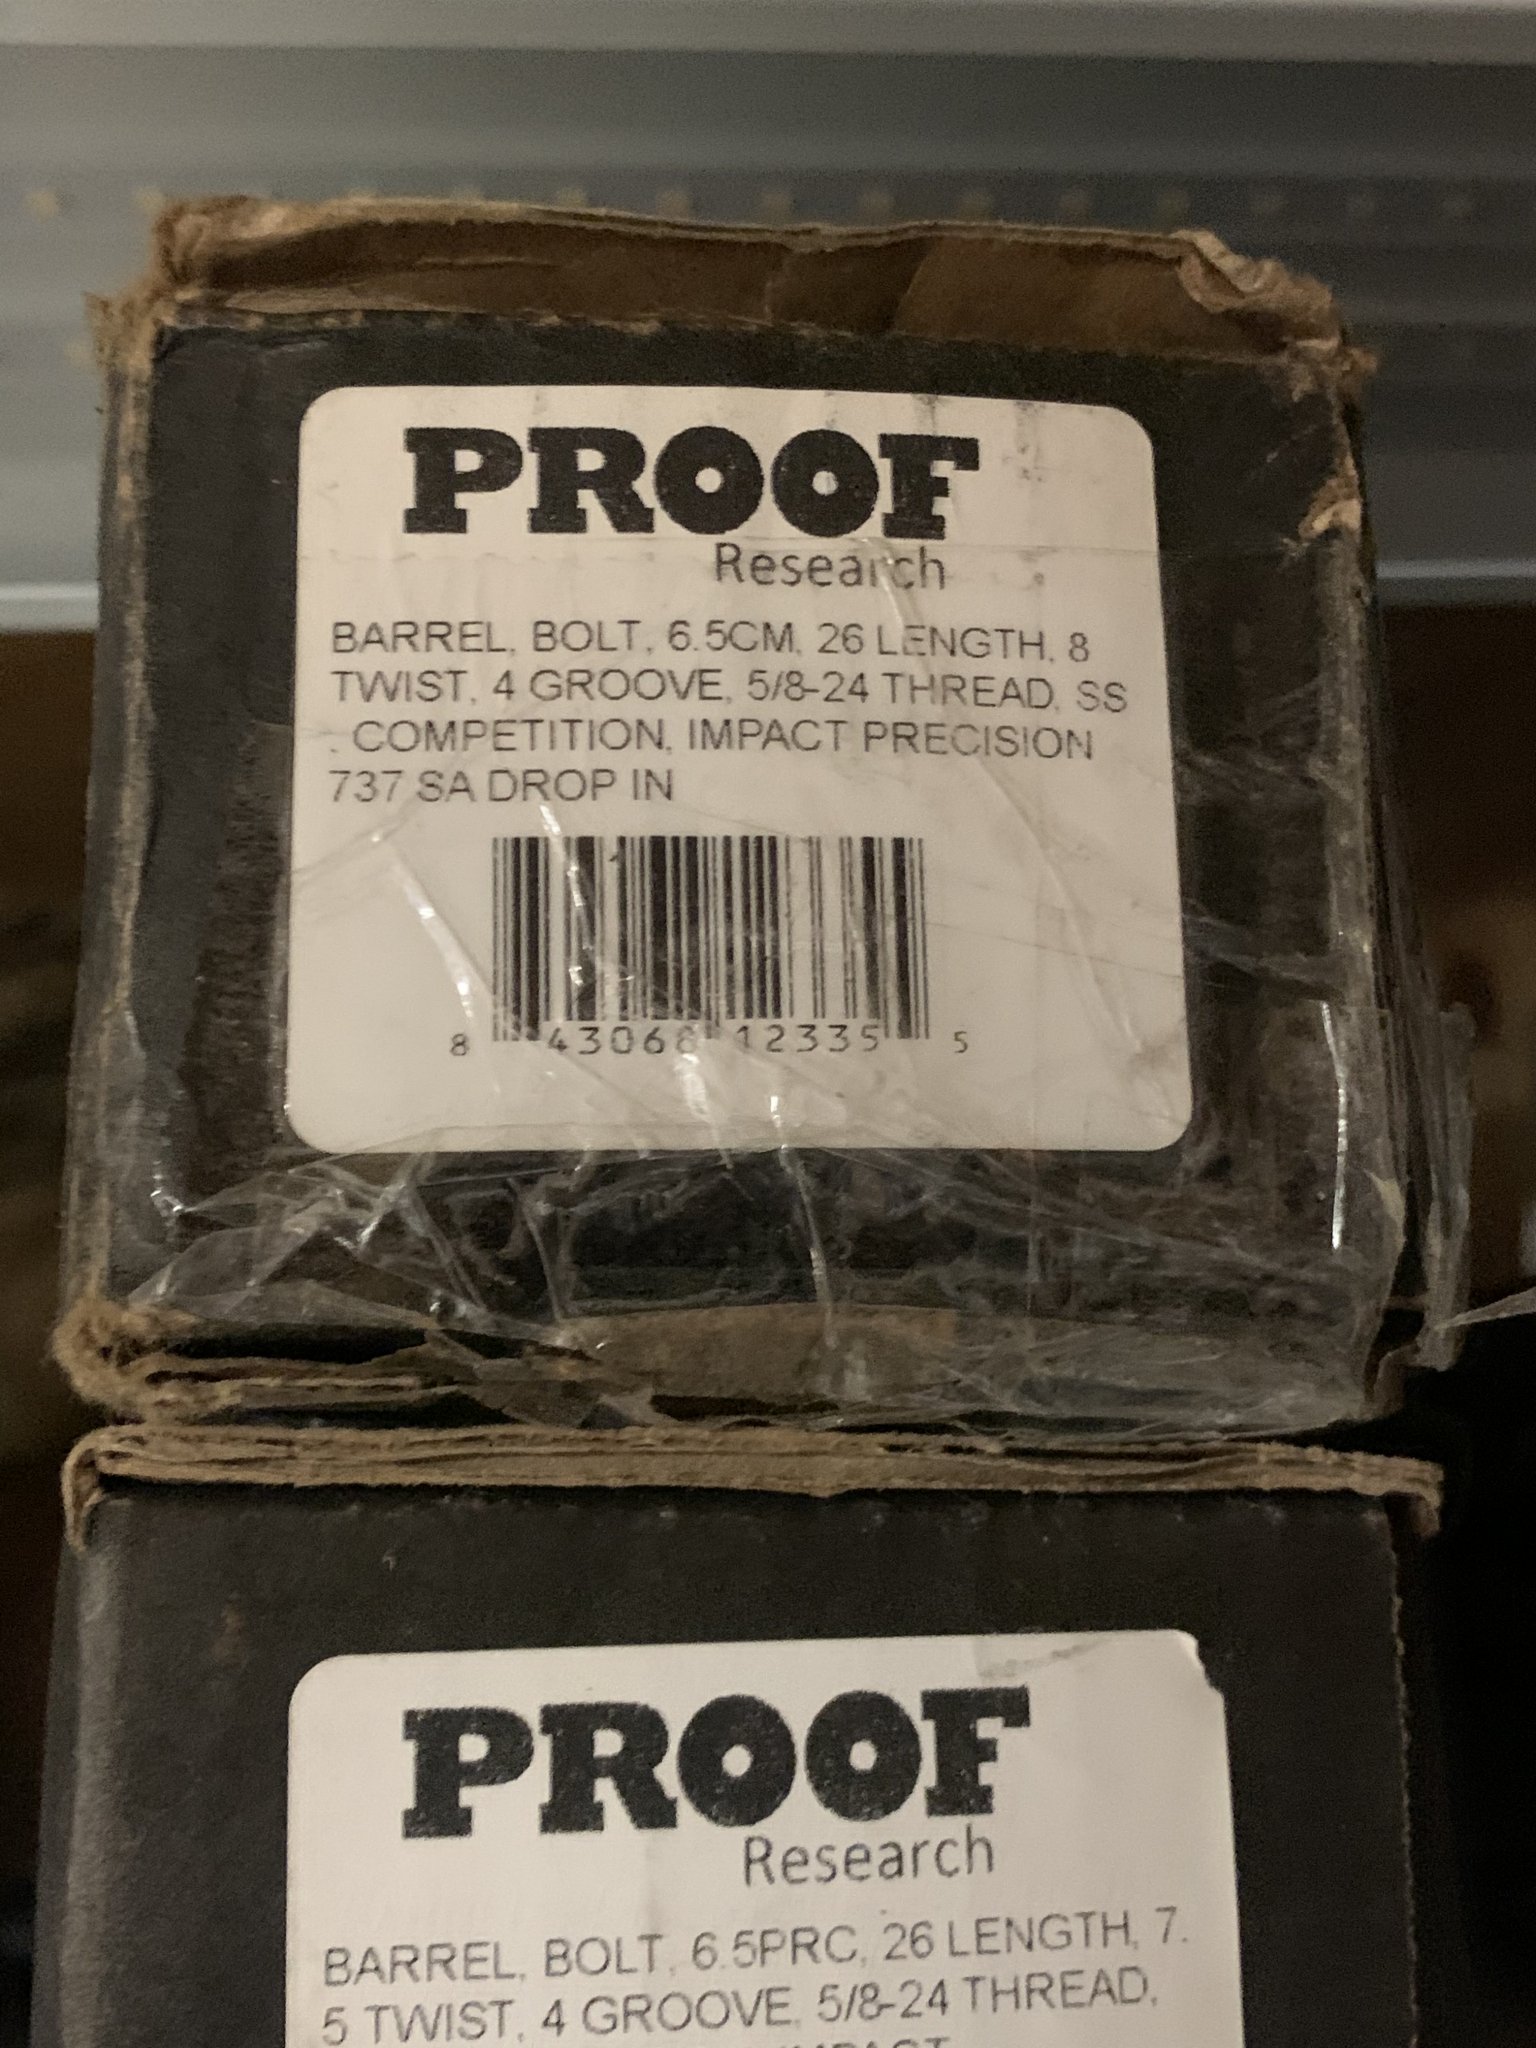 PROOF
Research
BARREL, BOLT, 6.5CM, 26 LENGTH, 8
TWIST, 4 GROOVE, 5/8-24 THREAD, SS
, COMPETITION, IMPACT PRECISION
737 SA DROP IN
8 43068 12335 5
PROOF
Research
BARREL, BOLT, 6.5PRC, 26 LENGTH, 7.
5 TWIST, 4 GROOVE, 5/8-24 THREAD,